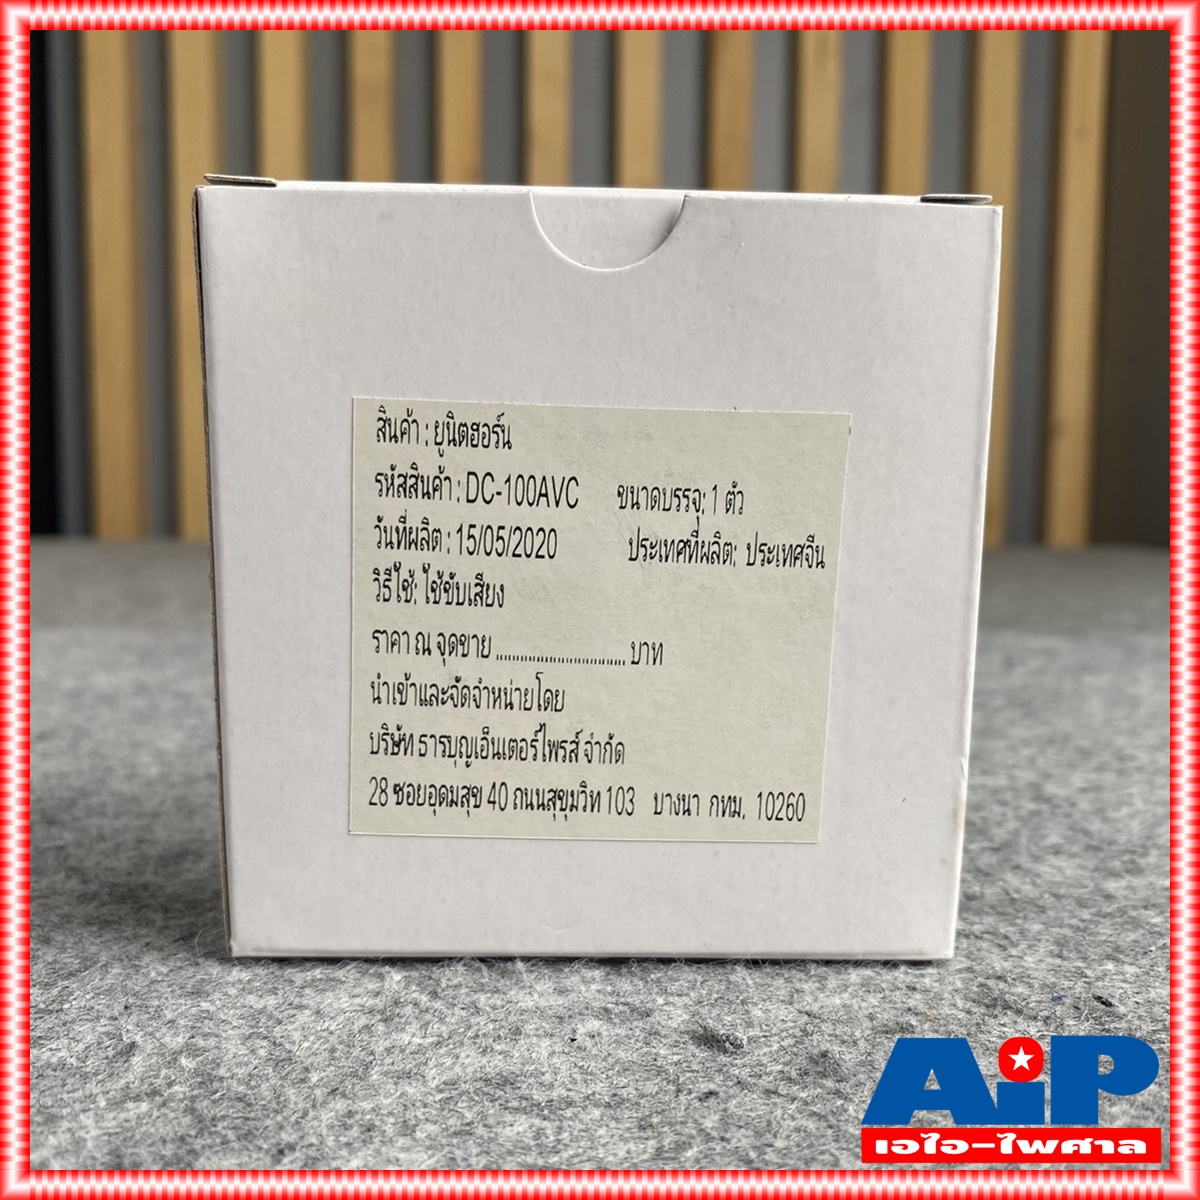 สินค้า : ยูนิตฮอร์น
รหัสสินค้า : DC-100AVC ขนาดบรรจุ: 1 ตัว
วันที่ผลิต : 15/05/2020 ประเทศที่ผลิต: ประเทศจีน
วิธีใช้: ใช้ขับเสียง
ราคา ณ จุดขาย ................................ บาท
นำเข้าและจัดจำหน่ายโดย
บริษัท ธารบุญเอ็นเตอร์ไพรส์ จำกัด
28 ซอยอุดมสุข 40 ถนนสุขุมวิท 103 บางนา กทม. 10260
AiP
เอไอ-ไพศาล